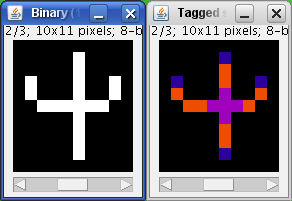 Binary (
2/3; 10x11 pixels; 8-b
Tagged
2/3; 10x11 pixels; 8-b